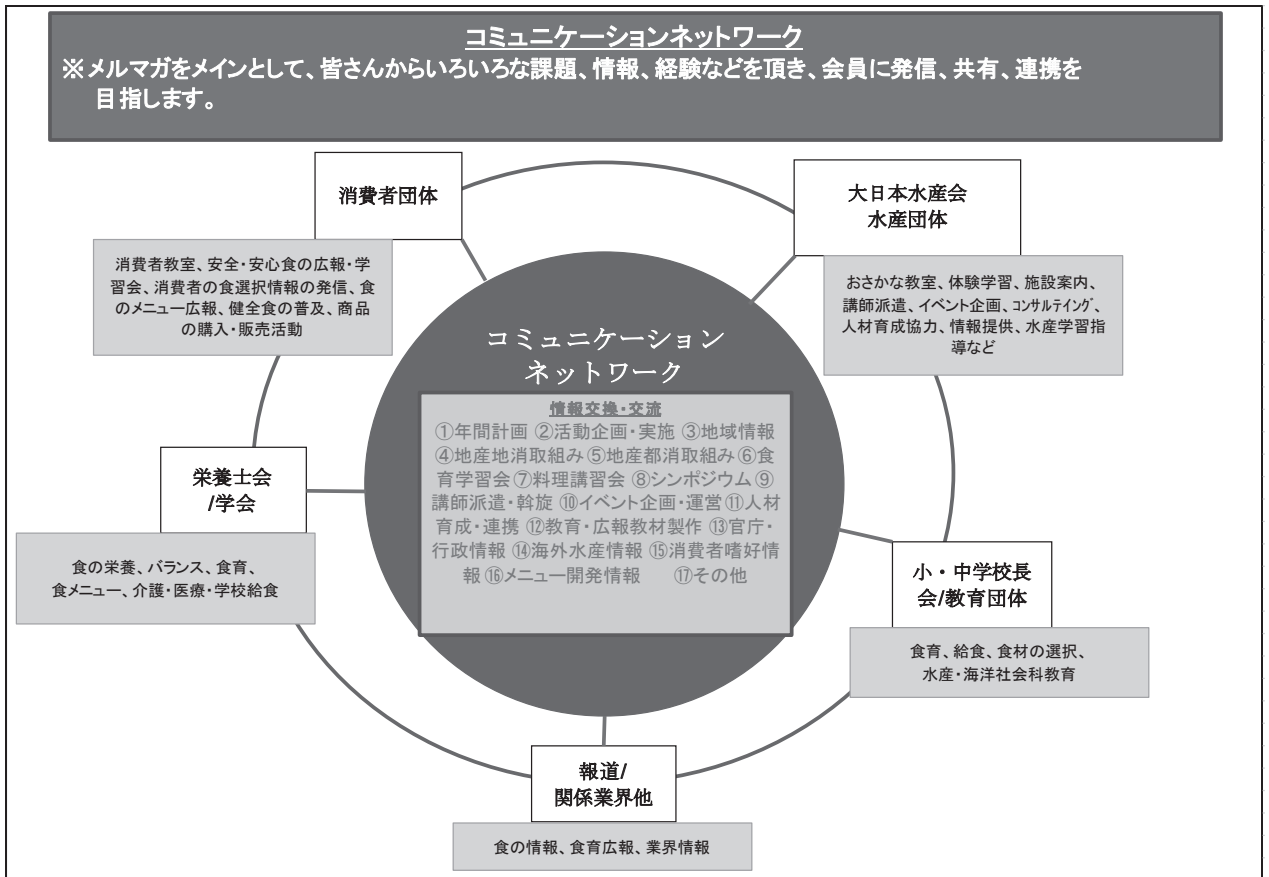 コミュニケーションネットワーク
※メルマガをメインとして、皆さんからいろいろな課題、情報、経験などを頂き、会員に発信、共有、連携を
目指します。
消費者団体
消費者教室、安全・安心食の広報・学
習会、消費者の食選択情報の発信、食
のメニュー広報、健全食の普及、商品
の購入・販売活動
大日本水産会
水産団体
おさかな教室、体験学習、施設案内、
講師派遣、イベント企画、コンサルテイング、
人材育成協力、情報提供、水産学習指
導など
コミュニケーション
ネットワーク
情報交換・交流
①年間計画 ②活動企画・実施 ③地域情報
④地産地消取組み ⑤地産都消取組み ⑥食
育学習会 ⑦料理講習会 ⑧シンポジウム ⑨
講師派遣・斡旋 ⑩イベント企画・運営 ⑪人材
育成・連携 ⑫教育・広報教材製作 ⑬官庁・
行政情報 ⑭海外水産情報 ⑮消費者嗜好情
報 ⑯メニュー開発情報 ⑰その他
栄養士会
/学会
食の栄養、バランス、食育、
食メニュー、介護・医療・学校給食
小・中学校長
会/教育団体
食育、給食、食材の選択、
水産・海洋社会科教育
報道/
関係業界他
食の情報、食育広報、業界情報